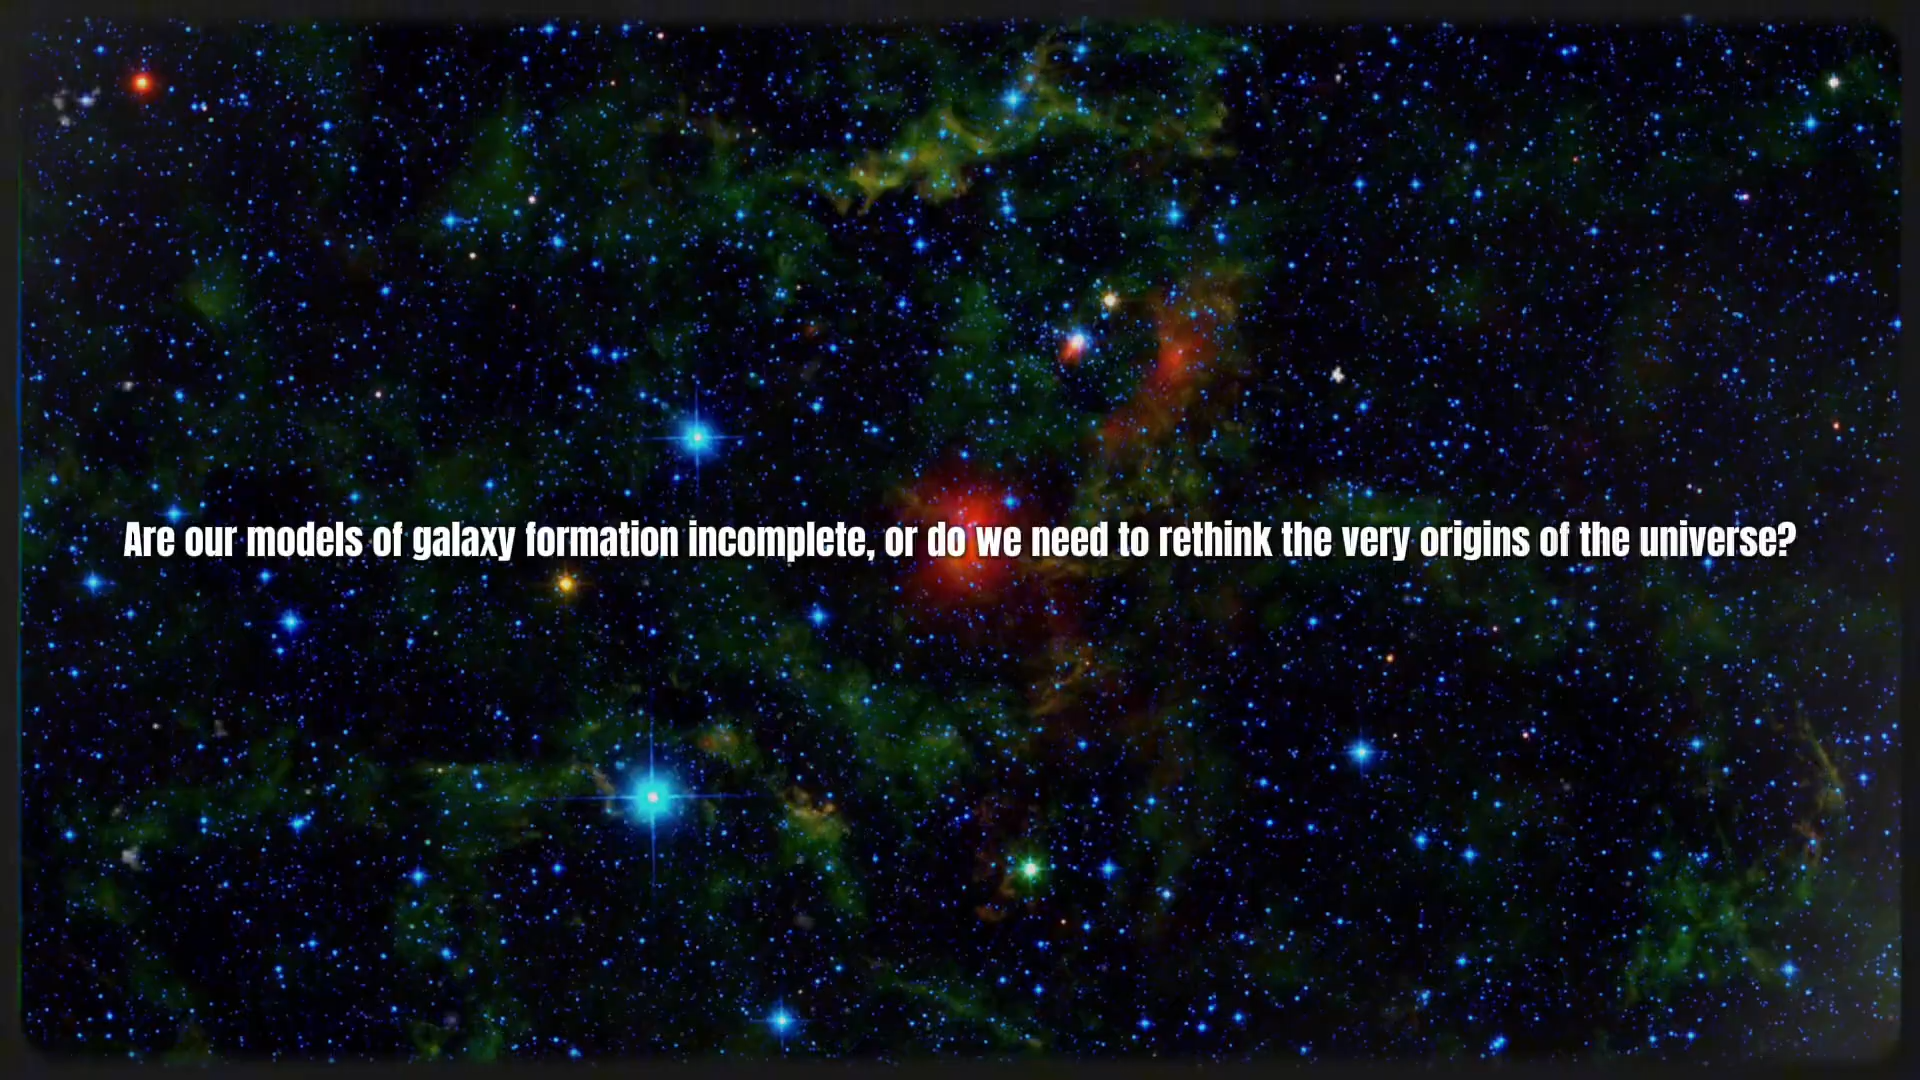 Are our models of galaxy formation incomplete, or do we need to rethink the very origins of the universe?